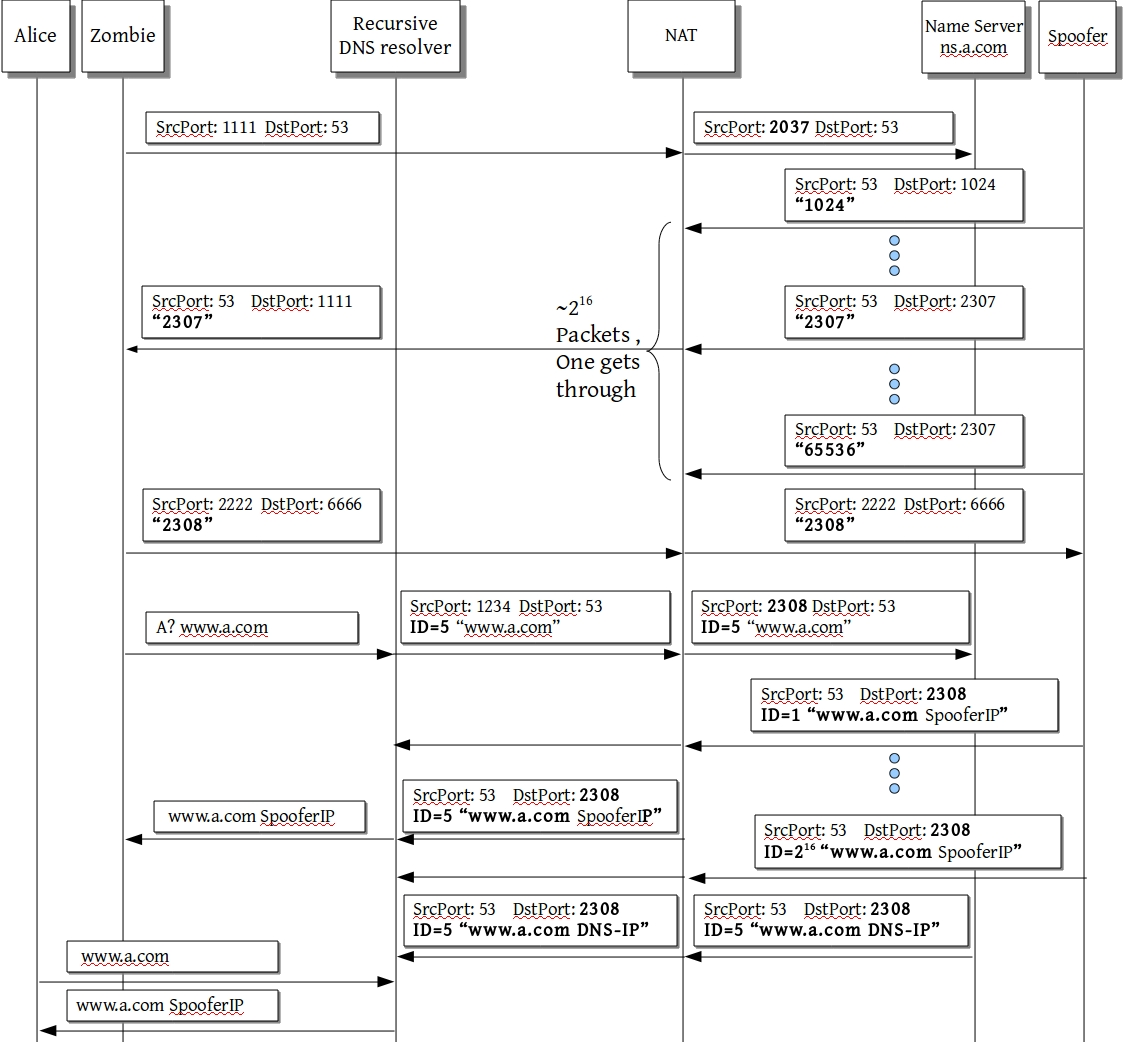 Alice
Zombie
Recursive
DNS resolver
NAT
Name Server
ns.a.com
Spoofer
SrcPort: 1111 DstPort: 53
SrcPort: 2037 DstPort: 53
SrcPort: 53 DstPort: 1024
“1024”
~2¹⁶
Packets ,
One gets
through
SrcPort: 53 DstPort: 1111
“2307”
SrcPort: 53 DstPort: 2307
“2307”
SrcPort: 53 DstPort: 2307
“65536”
SrcPort: 2222 DstPort: 6666
“2308”
SrcPort: 2222 DstPort: 6666
“2308”
A? www.a.com
SrcPort: 1234 DstPort: 53
ID=5 “www.a.com”
SrcPort: 2308 DstPort: 53
ID=5 “www.a.com”
SrcPort: 53 DstPort: 2308
ID=1 “www.a.com SpooferIP”
www.a.com SpooferIP
SrcPort: 53 DstPort: 2308
ID=5 “www.a.com SpooferIP”
SrcPort: 53 DstPort: 2308
ID=2¹⁶ “www.a.com SpooferIP”
SrcPort: 53 DstPort: 2308
ID=5 “www.a.com DNS-IP”
SrcPort: 53 DstPort: 2308
ID=5 “www.a.com DNS-IP”
www.a.com
www.a.com SpooferIP